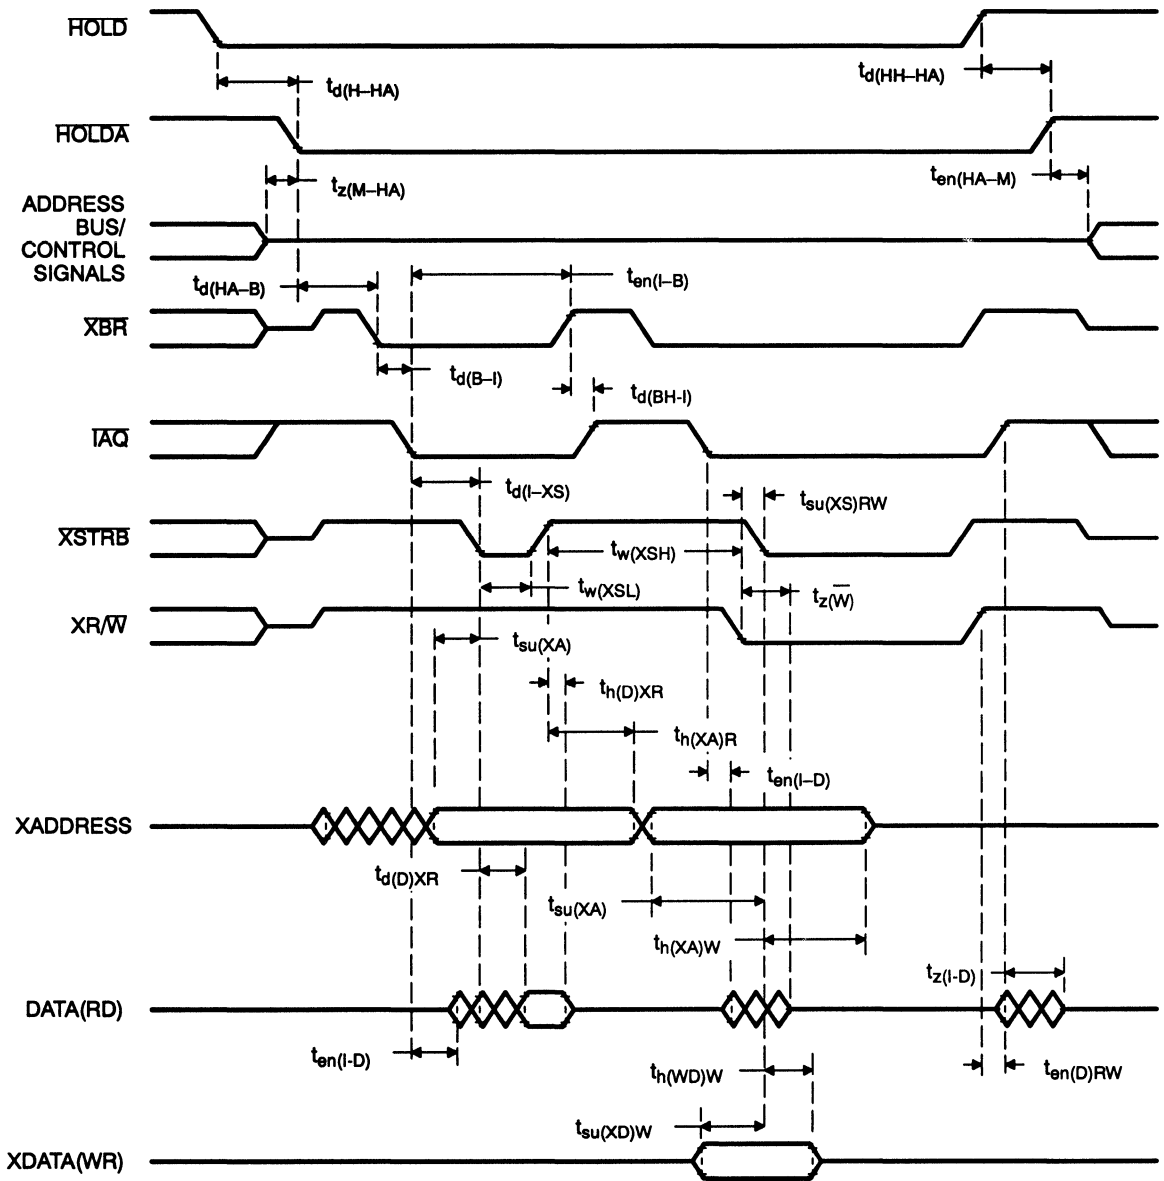 HOLD
td(H–HA)
td(HH–HA)
HOLDA
tz(M–HA)
ten(HA–M)
ADDRESS
BUS/
CONTROL
SIGNALS
td(HA–B)
ten(I–B)
XBR
td(B–I)
td(BH-I)
IAQ
td(I–XS)
tsu(XS)RW
XSTRB
tw(XSH)
tw(XSL)
tz(W)
XR/W
tsu(XA)
th(D)XR
th(XA)R
ten(I–D)
XADDRESS
td(D)XR
tsu(XA)
th(XA)W
tz(I-D)
DATA(RD)
ten(I-D)
th(WD)W
ten(D)RW
tsu(XD)W
XDATA(WR)